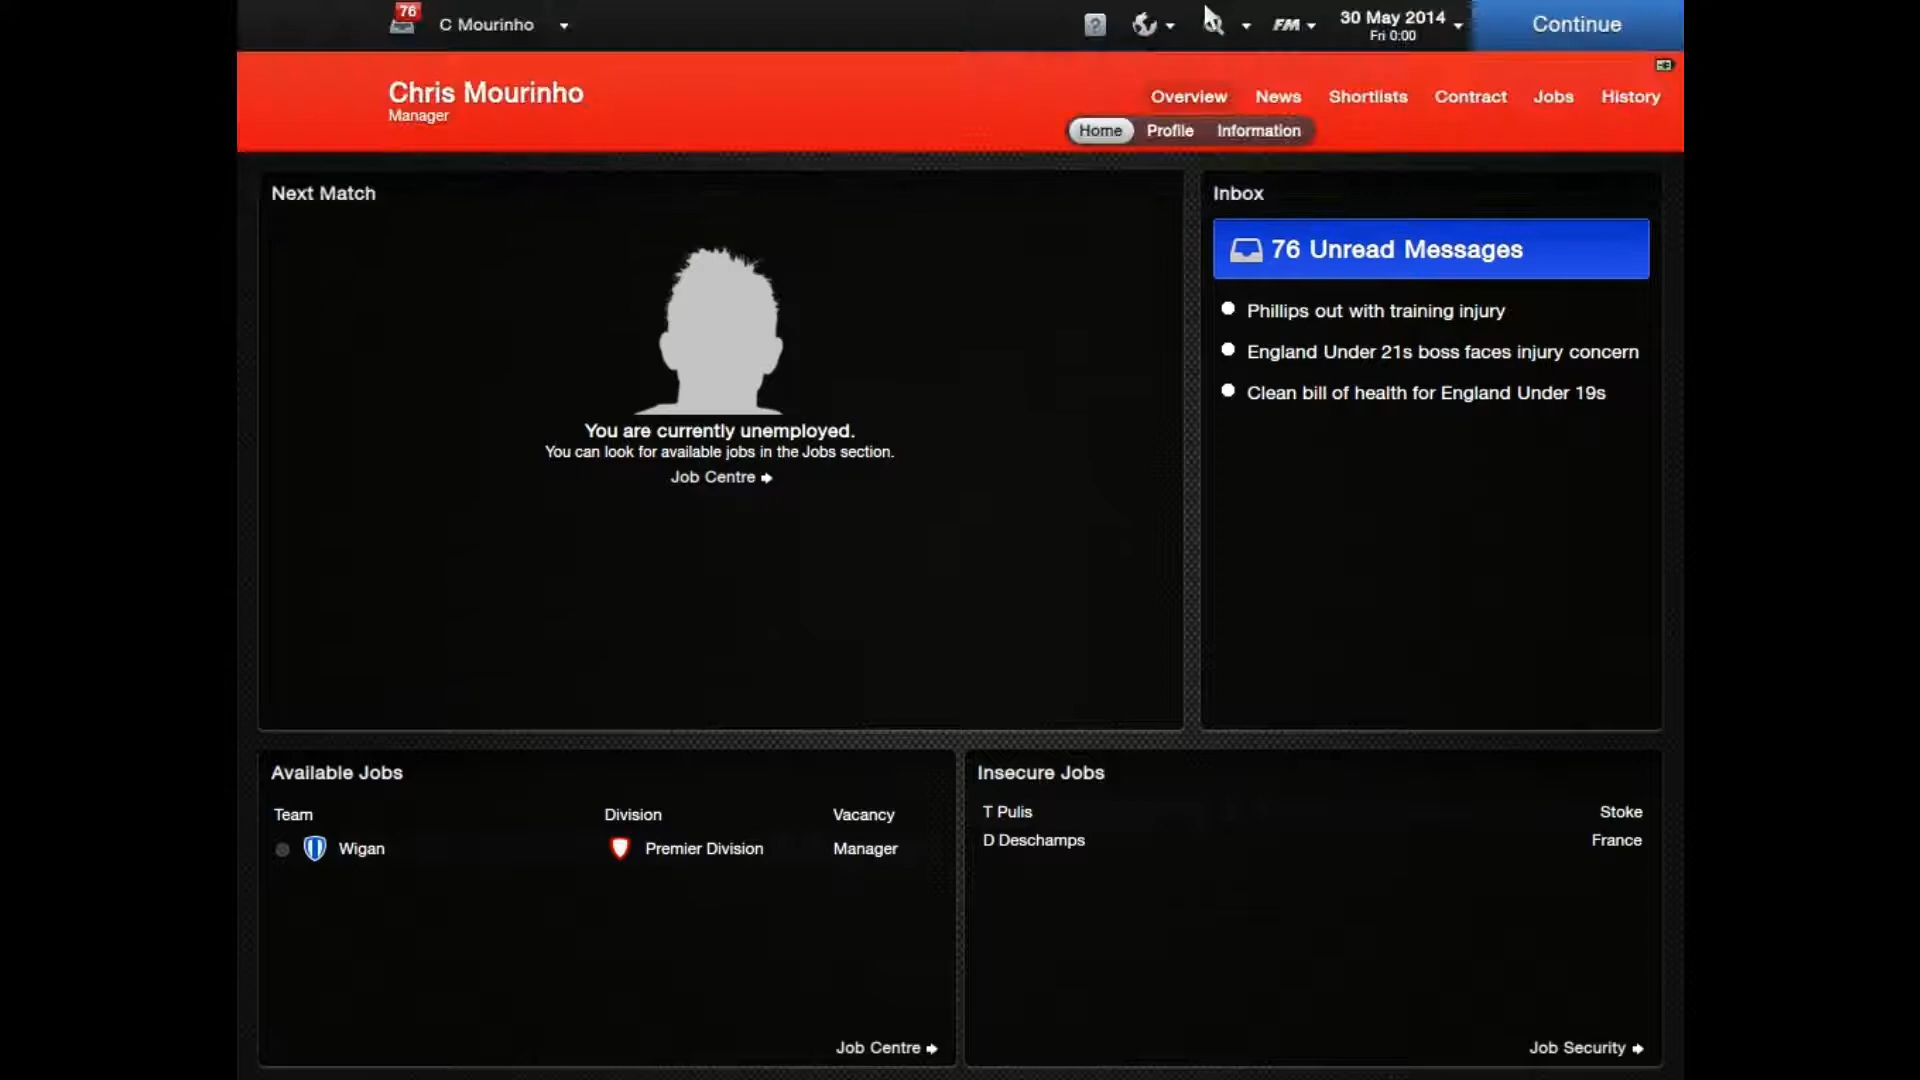 76
C Mourinho
?
FM
30 May 2014
Fri 0:00
Continue
Chris Mourinho
Manager
Overview News Shortlists Contract Jobs History
Home Profile Information
Next Match
You are currently unemployed.
You can look for available jobs in the Jobs section.
Job Centre
Inbox
76 Unread Messages
Phillips out with training injury
England Under 21s boss faces injury concern
Clean bill of health for England Under 19s
Available Jobs
Team Division Vacancy
Wigan Premier Division Manager
Job Centre
Insecure Jobs
T Pulis Stoke
D Deschamps France
Job Security